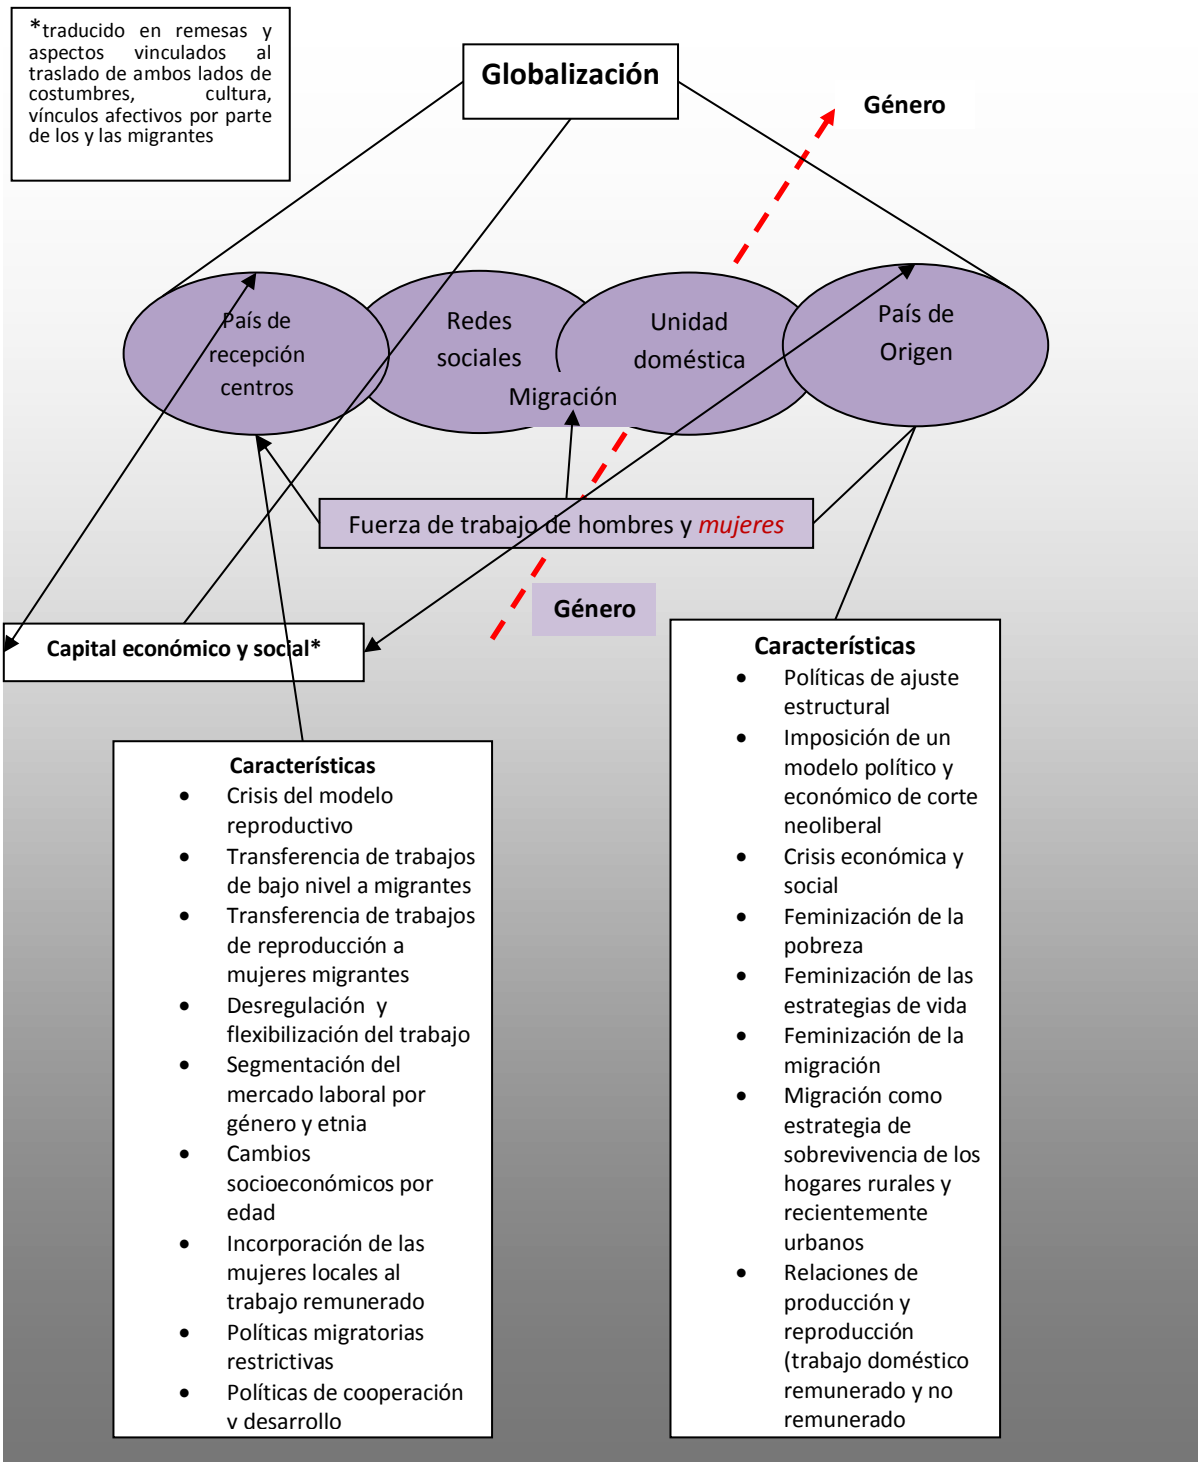 *traducido en remesas y
aspectos vinculados al
traslado de ambos lados de
costumbres, cultura,
vínculos afectivos por parte
de los y las migrantes
Globalización
Género
País de
recepción
centros
Redes
sociales
Unidad
doméstica
País de
Origen
Migración
Fuerza de trabajo de hombres y mujeres
Género
Capital económico y social*
Características
• Crisis del modelo
reproductivo
• Transferencia de trabajos
de bajo nivel a migrantes
• Transferencia de trabajos
de reproducción a
mujeres migrantes
• Desregulación y
flexibilización del trabajo
• Segmentación del
mercado laboral por
género y etnia
• Cambios
socioeconómicos por
edad
• Incorporación de las
mujeres locales al
trabajo remunerado
• Políticas migratorias
restrictivas
• Políticas de cooperación
y desarrollo
Características
• Políticas de ajuste
estructural
• Imposición de un
modelo político y
económico de corte
neoliberal
• Crisis económica y
social
• Feminización de la
pobreza
• Feminización de las
estrategias de vida
• Feminización de la
migración
• Migración como
estrategia de
sobrevivencia de los
hogares rurales y
recientemente
urbanos
• Relaciones de
producción y
reproducción
(trabajo doméstico
remunerado y no
remunerado